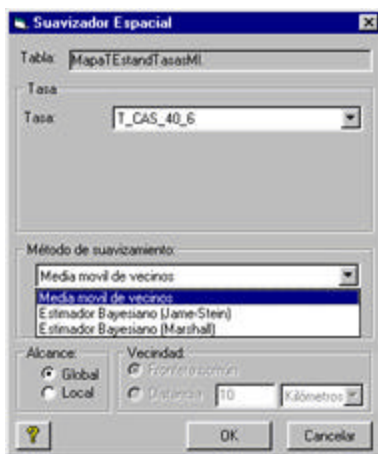 Suavizador Espacial
Tabla: MapaTEstandTasasMI.
Tasa
Tasa: T_CAS_40_6
Método de suavizamiento:
Media movil de vecinos
Media movil de vecinos
Estimador Bayesiano (Jame-Stein)
Estimador Bayesiano (Marshall)
Alcance: Vecindad:
Global Frontera común
Local Distancia 10 Kilómetros
? OK Cancelar